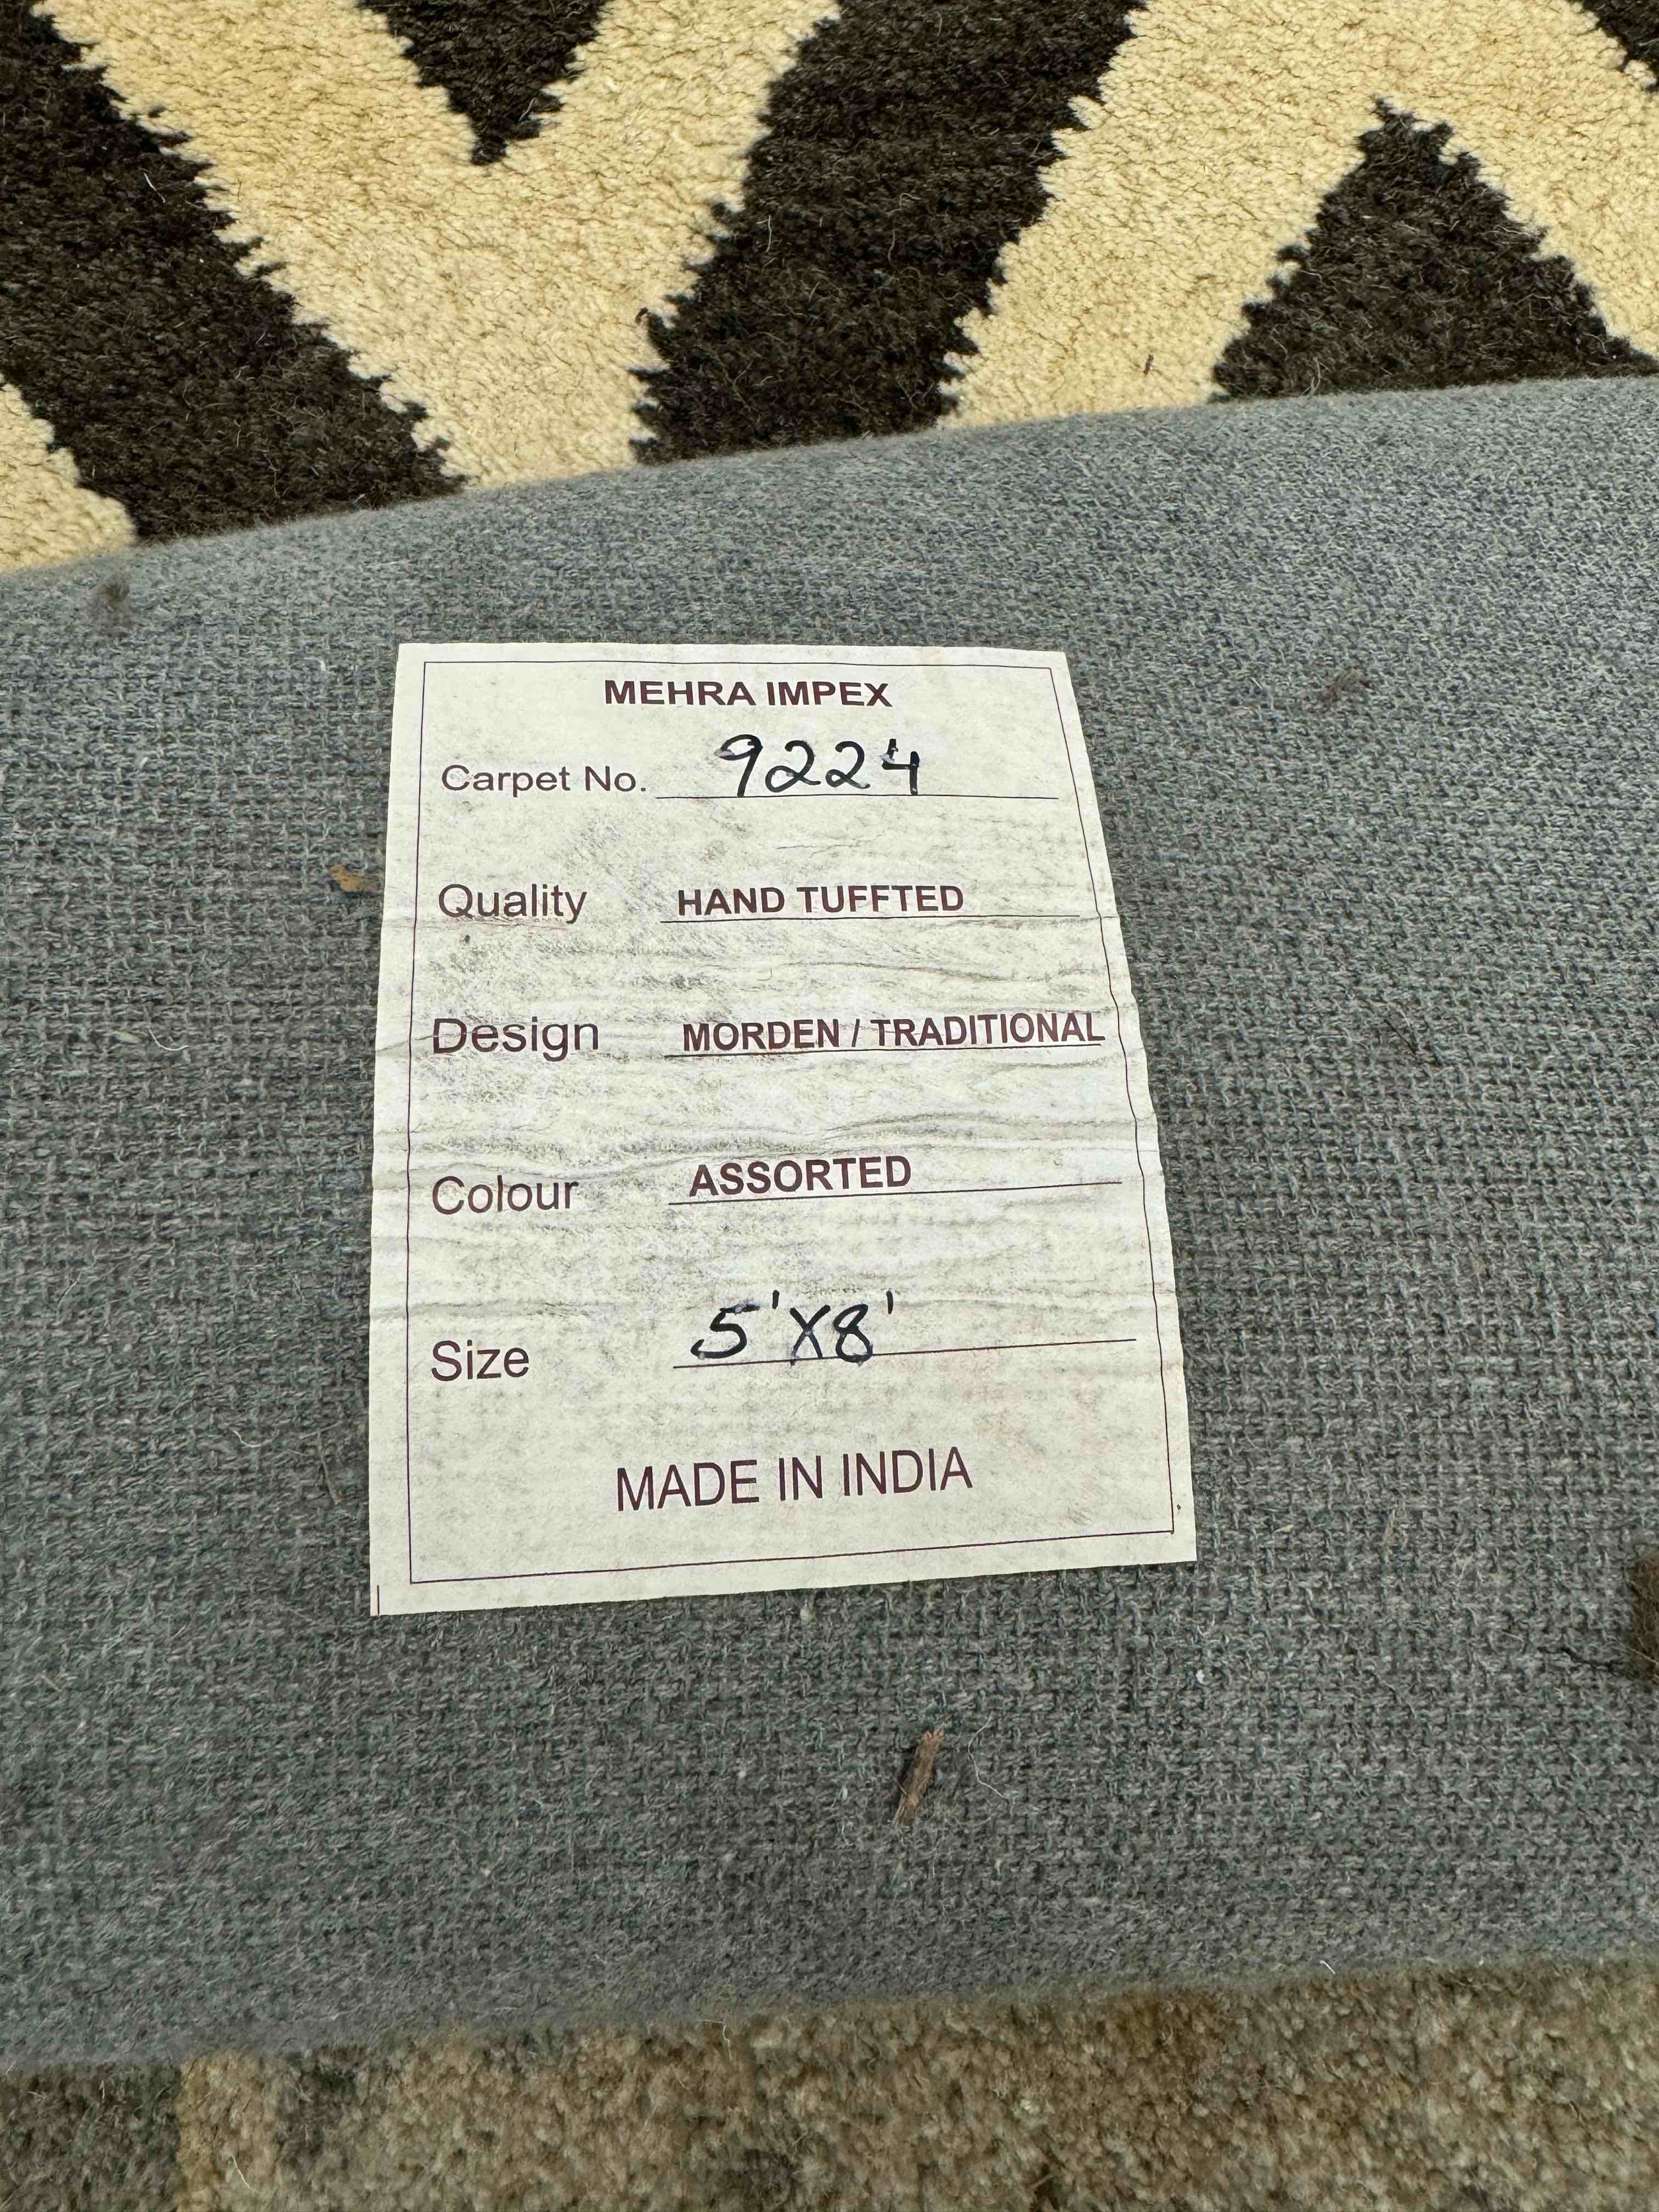 MEHRA IMPEX
Carpet No. 9224
Quality HAND TUFFTED
Design MORDEN / TRADITIONAL
Colour ASSORTED
Size 5'X8'
MADE IN INDIA